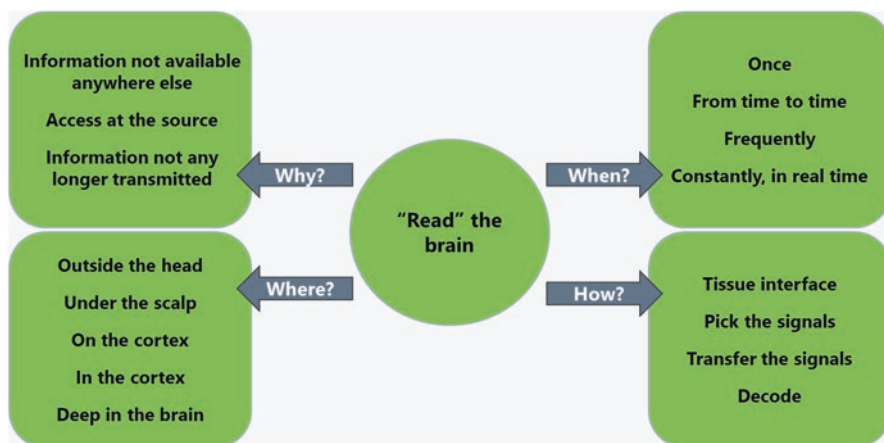 Information not available
anywhere else
Access at the source
Information not any
longer transmitted
Why?
Once
From time to time
Frequently
Constantly, in real time
When?
“Read” the
brain
Outside the head
Under the scalp
On the cortex
In the cortex
Deep in the brain
Where?
How?
Tissue interface
Pick the signals
Transfer the signals
Decode